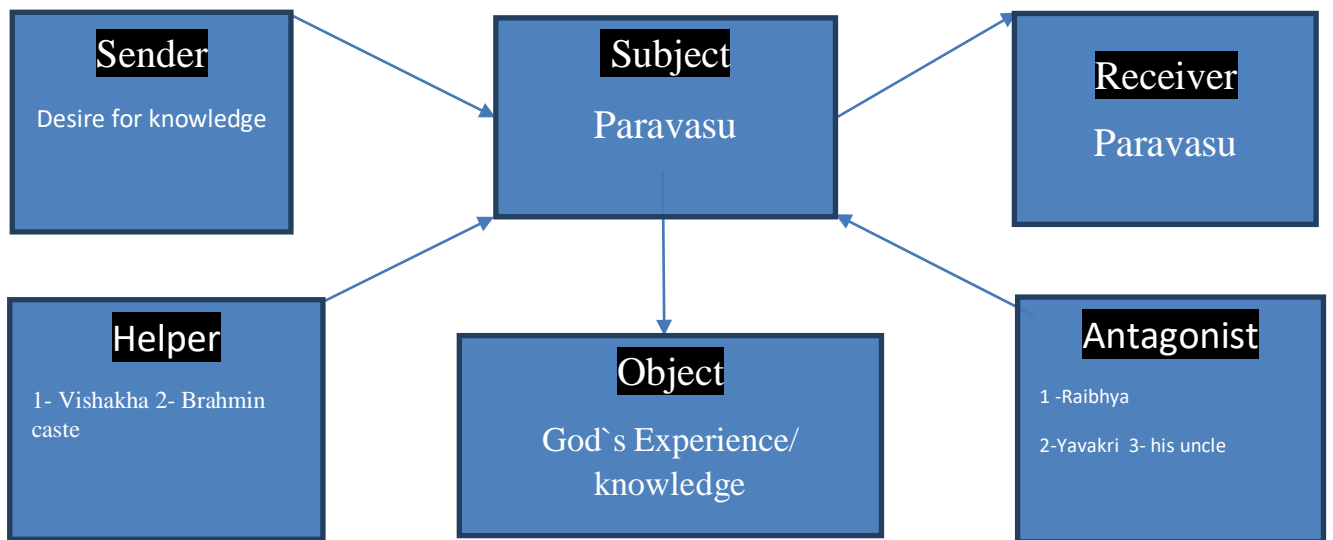 Sender
Desire for knowledge
Subject
Paravasu
Receiver
Paravasu
Helper
1- Vishakha 2- Brahmin
caste
Object
God`s Experience/
knowledge
Antagonist
1 -Raibhya
2-Yavakri 3- his uncle